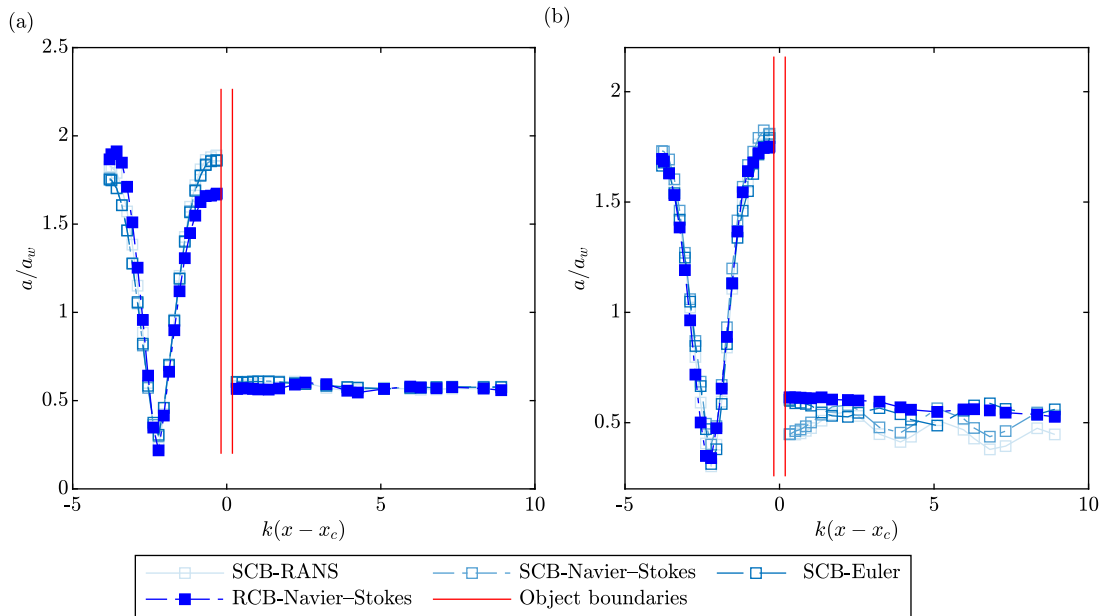 (a)
(b)
2.5
2
1.5
1
0.5
0
-5
0
5
10
a/a_w
k(x − x_c)
2
1.5
1
0.5
-5
0
5
10
a/a_w
k(x − x_c)
SCB-RANS
SCB-Navier–Stokes
SCB-Euler
RCB-Navier–Stokes
Object boundaries